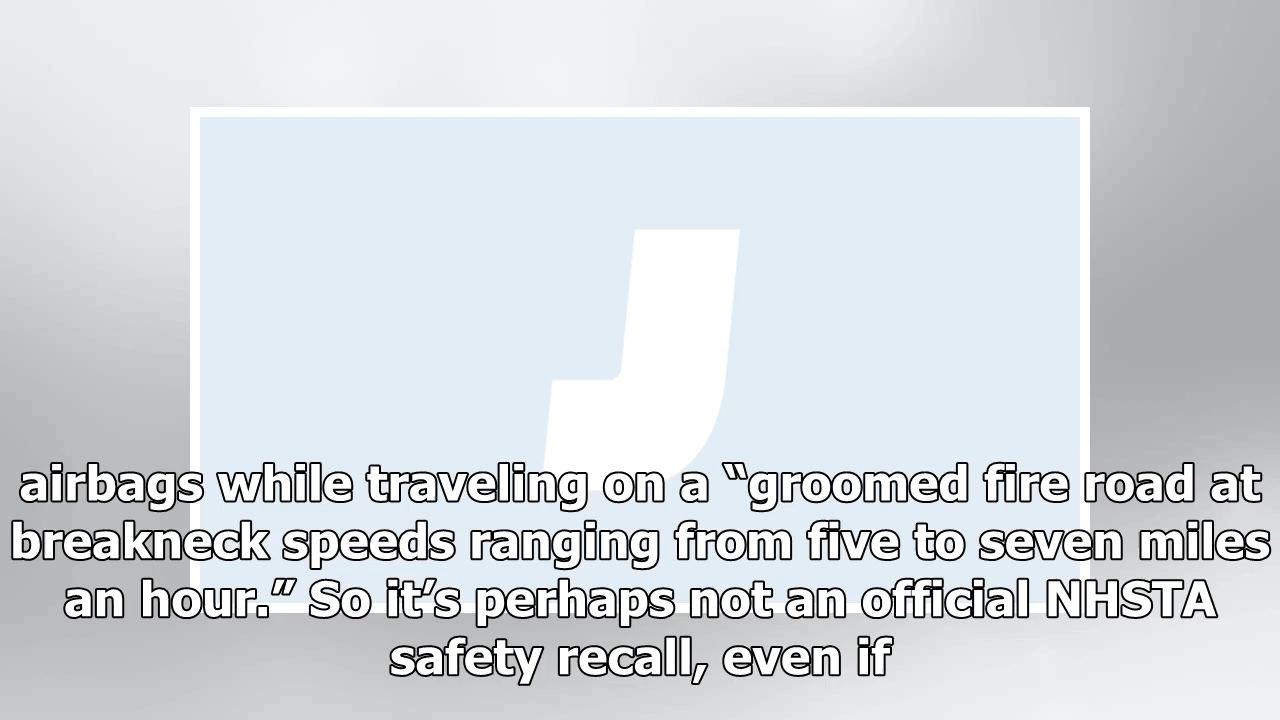 airbags while traveling on a “groomed fire road at
breakneck speeds ranging from five to seven miles
an hour.” So it’s perhaps not an official NHSTA
safety recall, even if